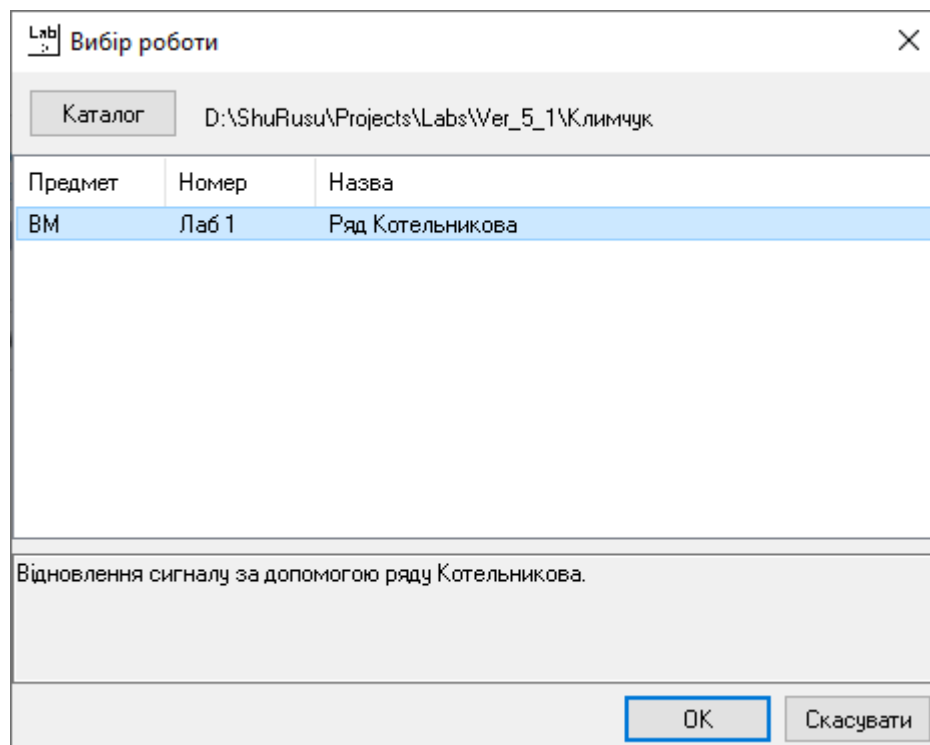 Lab
:>
Вибір роботи
Каталог D:\ShuRusu\Projects\Labs\Ver_5_1\Климчук
Предмет Номер Назва
ВМ Лаб 1 Ряд Котельникова
Відновлення сигналу за допомогою ряду Котельникова.
ОК Скасувати